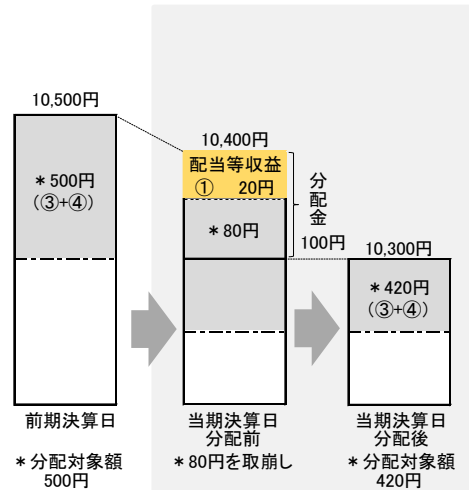 10,500円
＊500円
（③+④）
前期決算日
＊分配対象額
500円
10,400円
配当等収益
① 20円
＊80円
分配金
100円
当期決算日
分配前
＊80円を取崩し
10,300円
＊420円
（③+④）
当期決算日
分配後
＊分配対象額
420円